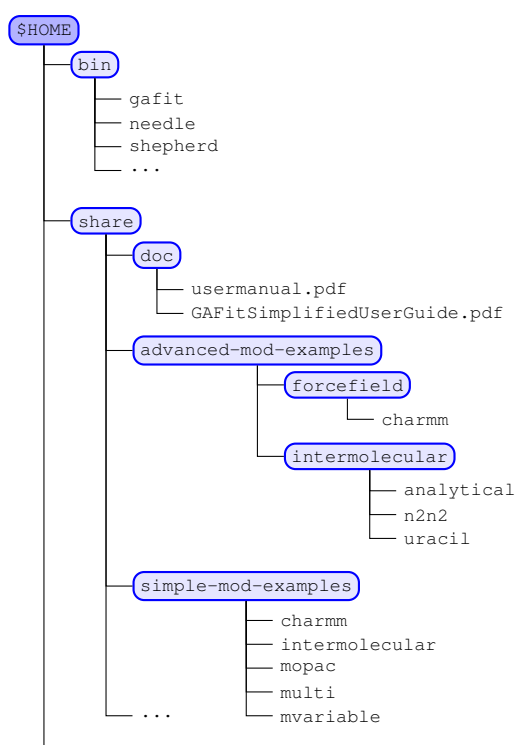 $HOME
bin
gafit
needle
shepherd
...
share
doc
usermanual.pdf
GAFitSimplifiedUserGuide.pdf
advanced-mod-examples
forcefield
charmm
intermolecular
analytical
n2n2
uracil
simple-mod-examples
charmm
intermolecular
mopac
multi
... mvariable